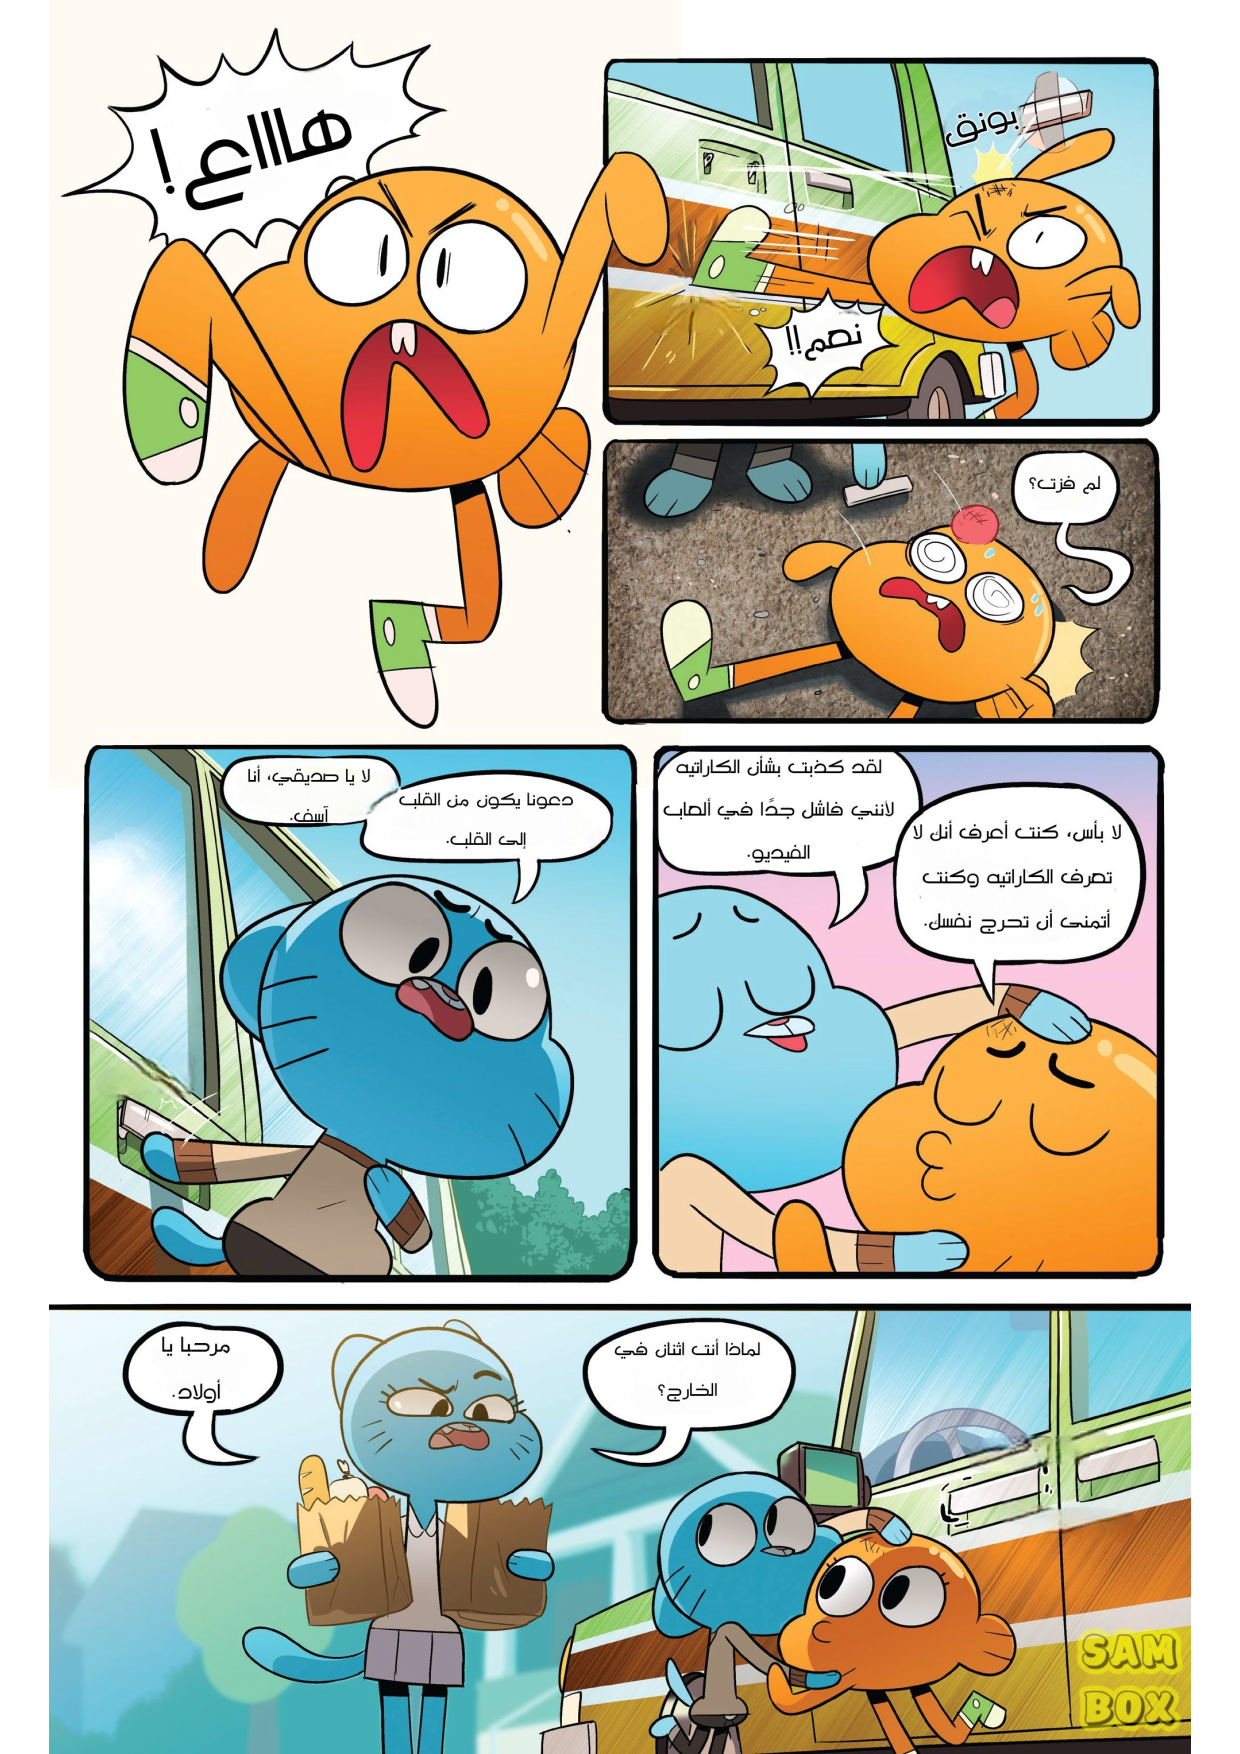 هاااع!
بونق
نعم!!
لم فزت؟
لا يا صديقي، أنا
آسف.
دعونا يكون من القلب
إلى القلب.
لقد كذبت بشأن الكاراتيه
لأنني فاشل جدًا في ألعاب
الفيديو.
لا بأس، كنت أعرف أنك لا
تعرف الكاراتيه وكنت
أتمنى أن تحرج نفسك.
مرحبا يا
أولاد.
لماذا أنت اثنان في
الخارج؟
SAM
BOX